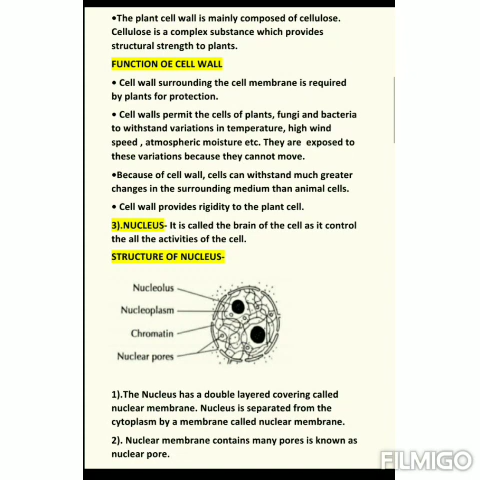 •The plant cell wall is mainly composed of cellulose.
Cellulose is a complex substance which provides
structural strength to plants.
FUNCTION OE CELL WALL
• Cell wall surrounding the cell membrane is required
by plants for protection.
• Cell walls permit the cells of plants, fungi and bacteria
to withstand variations in temperature, high wind
speed , atmospheric moisture etc. They are exposed to
these variations because they cannot move.
•Because of cell wall, cells can withstand much greater
changes in the surrounding medium than animal cells.
• Cell wall provides rigidity to the plant cell.
3).NUCLEUS- It is called the brain of the cell as it control
the all the activities of the cell.
STRUCTURE OF NUCLEUS-
Nucleolus
Nucleoplasm
Chromatin
Nuclear pores
1).The Nucleus has a double layered covering called
nuclear membrane. Nucleus is separated from the
cytoplasm by a membrane called nuclear membrane.
2). Nuclear membrane contains many pores is known as
nuclear pore.
FILMIGO